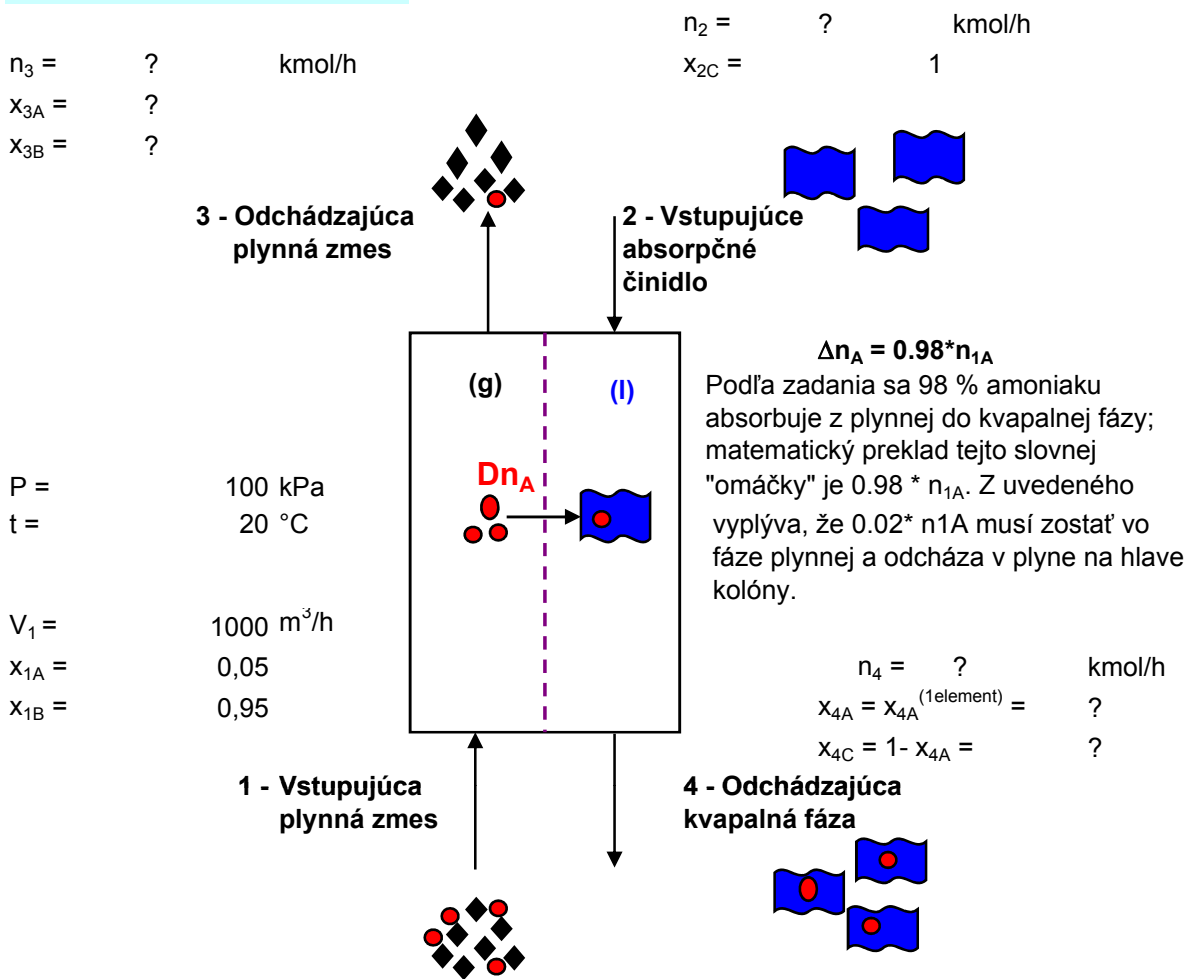 n2 = ? kmol/h
x2C = 1
n3 = ? kmol/h
x3A = ?
x3B = ?
3 - Odchádzajúca
plynná zmes
2 - Vstupujúce
absorpčné
činidlo
(g) (l)
DnA
ΔnA = 0.98*n1A
Podľa zadania sa 98 % amoniaku
absorbuje z plynnej do kvapalnej fázy;
matematický preklad tejto slovnej
"omáčky" je 0.98 * n1A. Z uvedeného
vyplýva, že 0.02* n1A musí zostať vo
fáze plynnej a odcháza v plyne na hlave
kolóny.
P = 100 kPa
t = 20 °C
V1 = 1000 m3/h
x1A = 0,05
x1B = 0,95
n4 = ? kmol/h
x4A = x4A(1element) = ?
x4C = 1- x4A = ?
1 - Vstupujúca
plynná zmes
4 - Odchádzajúca
kvapalná fáza